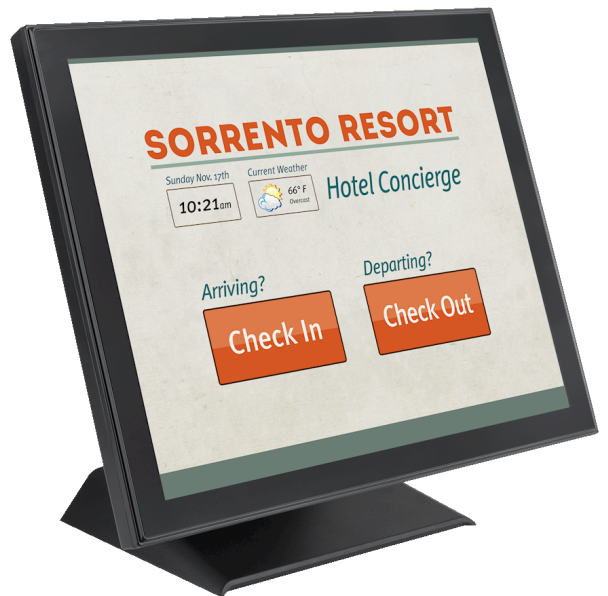 SORRENTO RESORT
Sunday Nov. 17th
Current Weather
10:21am
66° F
Overcast
Hotel Concierge
Arriving?
Departing?
Check In
Check Out